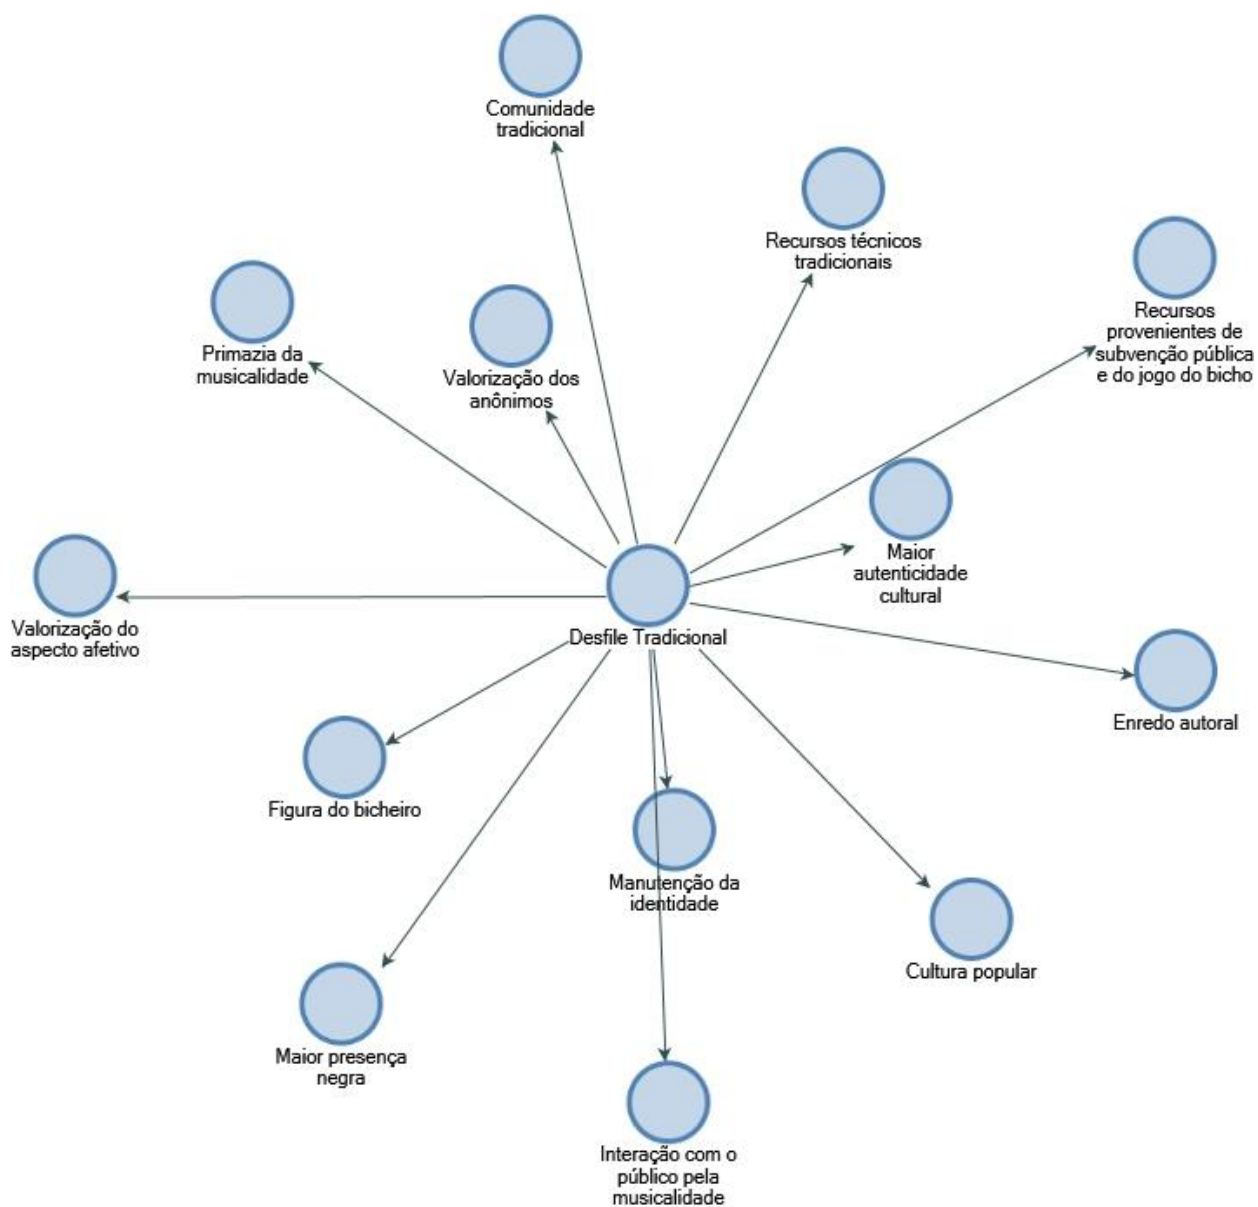 Comunidade
tradicional
Recursos técnicos
tradicionais
Recursos
provenientes de
subvenção pública
e do jogo do bicho
Primazia da
musicalidade
Valorização dos
anônimos
Maior
autenticidade
cultural
Valorização do
aspecto afetivo
Desfile Tradicional
Enredo autoral
Figura do bicheiro
Manutenção da
identidade
Cultura popular
Maior presença
negra
Interação com o
público pela
musicalidade